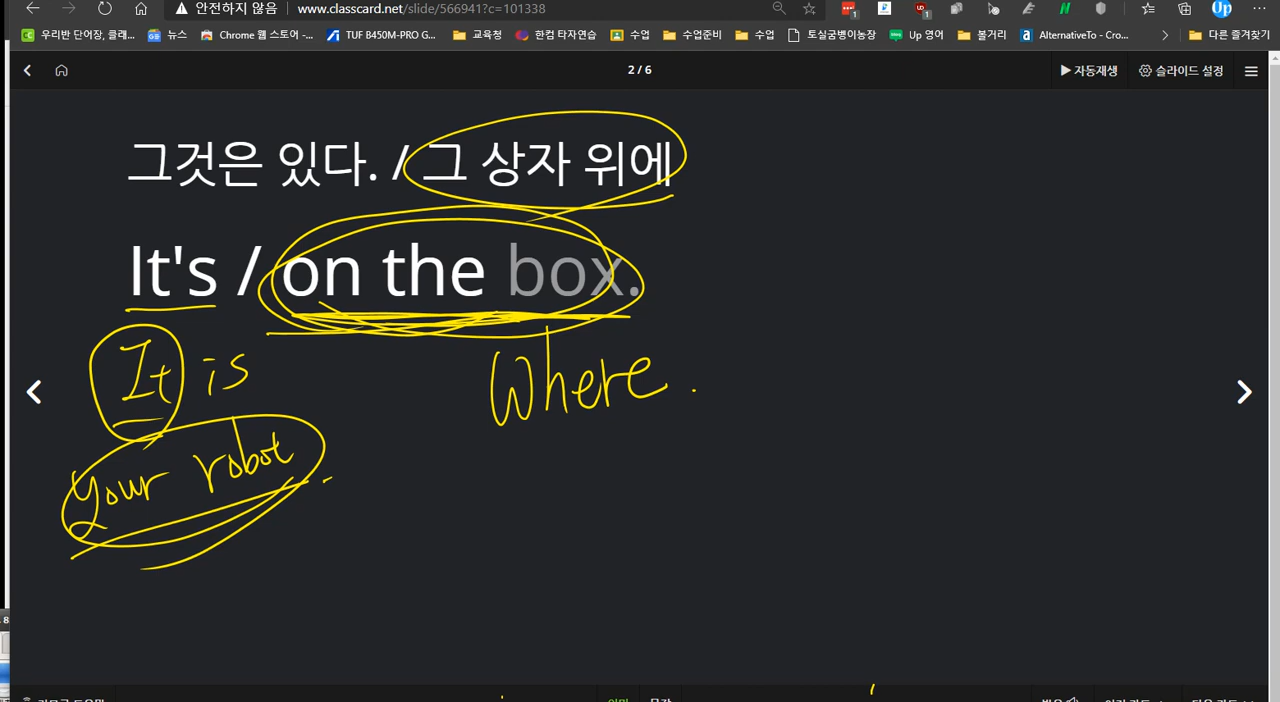 안전하지 않음 www.classcard.net/slide/566941?c=101338
우리반 단어장, 클래... 뉴스 Chrome 웹 스토어 -... TUF B450M-PRO G... 교육청 한컴 타자연습 수업 수업준비 수업 토실굼벵이농장 Up 영어 볼거리 AlternativeTo - Cro... 다른 즐겨찾기
2 / 6 자동재생 슬라이드 설정
그것은 있다. / 그 상자 위에
It's / on the box.
It is
Where.
your robot.